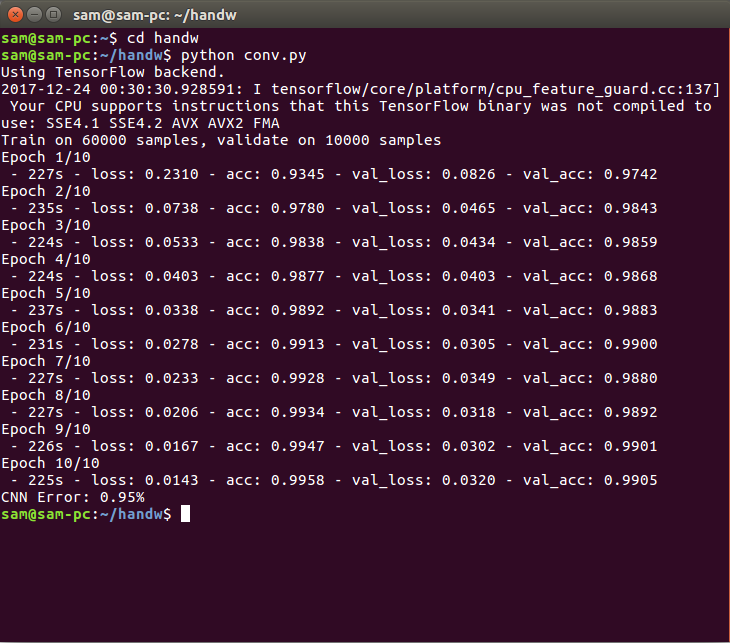 sam@sam-pc: ~/handw
sam@sam-pc:~$ cd handw
sam@sam-pc:~/handw$ python conv.py
Using TensorFlow backend.
2017-12-24 00:30:30.928591: I tensorflow/core/platform/cpu_feature_guard.cc:137]
 Your CPU supports instructions that this TensorFlow binary was not compiled to
use: SSE4.1 SSE4.2 AVX AVX2 FMA
Train on 60000 samples, validate on 10000 samples
Epoch 1/10
 - 227s - loss: 0.2310 - acc: 0.9345 - val_loss: 0.0826 - val_acc: 0.9742
Epoch 2/10
 - 235s - loss: 0.0738 - acc: 0.9780 - val_loss: 0.0465 - val_acc: 0.9843
Epoch 3/10
 - 224s - loss: 0.0533 - acc: 0.9838 - val_loss: 0.0434 - val_acc: 0.9859
Epoch 4/10
 - 224s - loss: 0.0403 - acc: 0.9877 - val_loss: 0.0403 - val_acc: 0.9868
Epoch 5/10
 - 237s - loss: 0.0338 - acc: 0.9892 - val_loss: 0.0341 - val_acc: 0.9883
Epoch 6/10
 - 231s - loss: 0.0278 - acc: 0.9913 - val_loss: 0.0305 - val_acc: 0.9900
Epoch 7/10
 - 227s - loss: 0.0233 - acc: 0.9928 - val_loss: 0.0349 - val_acc: 0.9880
Epoch 8/10
 - 227s - loss: 0.0206 - acc: 0.9934 - val_loss: 0.0318 - val_acc: 0.9892
Epoch 9/10
 - 226s - loss: 0.0167 - acc: 0.9947 - val_loss: 0.0302 - val_acc: 0.9901
Epoch 10/10
 - 225s - loss: 0.0143 - acc: 0.9958 - val_loss: 0.0320 - val_acc: 0.9905
CNN Error: 0.95%
sam@sam-pc:~/handw$